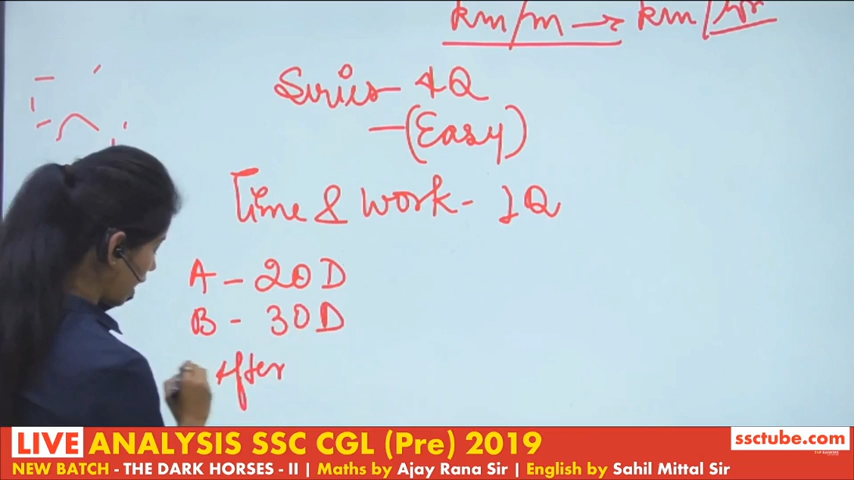 km/m → km/hr
Series - 4Q
- (Easy)
Time & work - 1Q
A - 20D
B - 30D
After
LIVE ANALYSIS SSC CGL (Pre) 2019
ssctube.com
NEW BATCH - THE DARK HORSES - II | Maths by Ajay Rana Sir | English by Sahil Mittal Sir